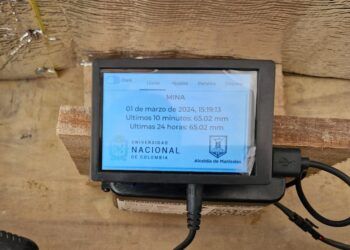 MINA
01 de marzo de 2024, 15:19:13
Ultimos 10 minutos: 65.02 mm
Ultimas 24 horas: 65.02 mm
UNIVERSIDAD
NACIONAL
DE COLOMBIA
Alcaldía de Manizales